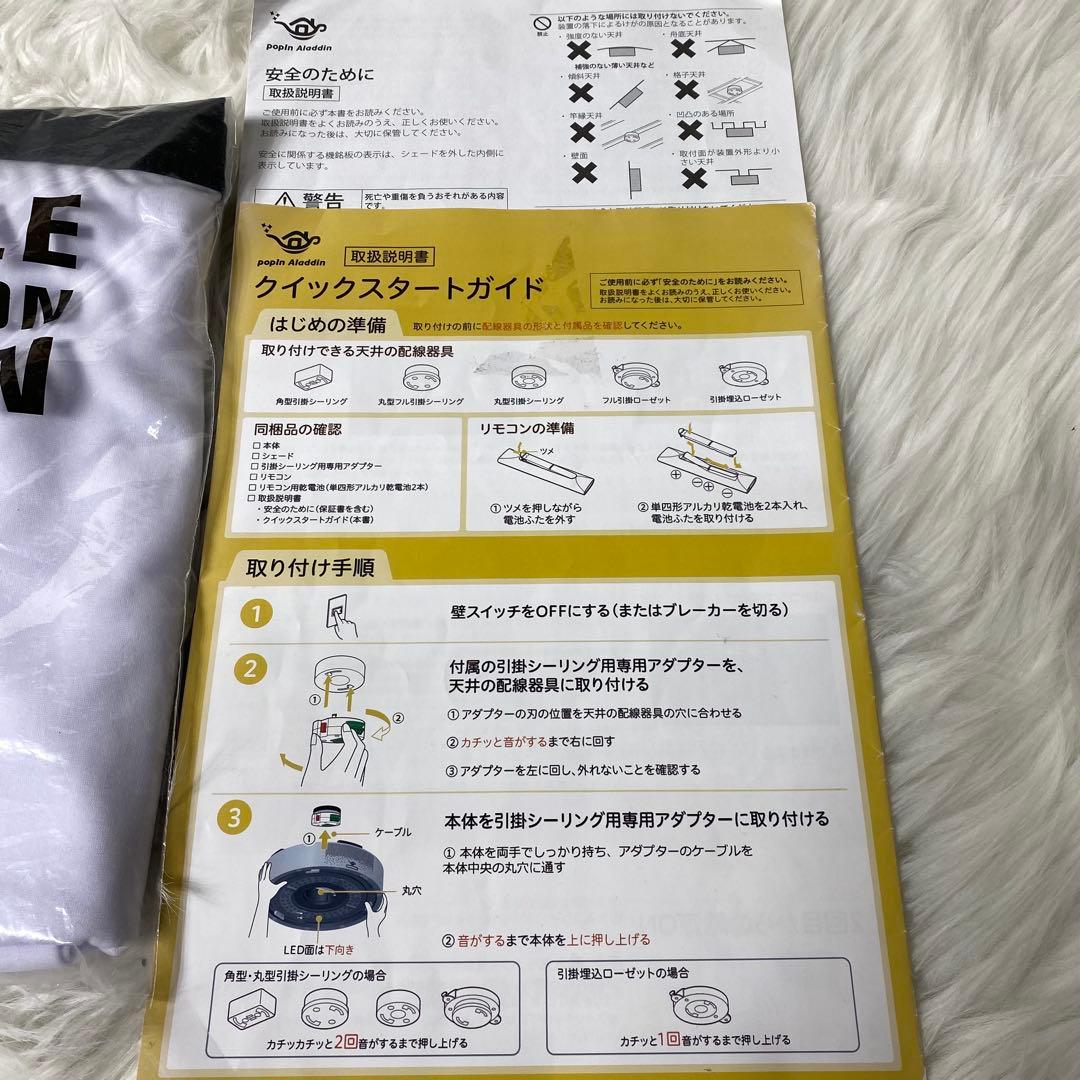 popIn Aladdin
安全のために
取扱説明書
ご使用前に必ず本書をお読みください。
取扱説明書をよくお読みのうえ、正しくお使いください。
お読みになった後は、大切に保管してください。
安全に関係する機銘板の表示は、シェードを外した内側に
表示しています。
警告
死亡や重傷を負うおそれがある内容
です。
禁止
以下のような場所には取り付けないでください。
装置の落下によるけがの原因となることがあります。
・強度のない天井
・舟底天井
補強のない薄い天井など
・傾斜天井
・格子天井
・竿縁天井
・凹凸のある場所
・壁面
・取付面が装置外形より小
さい天井
LE
ON
N
popIn Aladdin
取扱説明書
クイックスタートガイド
ご使用前に必ず「安全のために」をお読みください。
取扱説明書をよくお読みのうえ、正しくお使いください。
お読みになった後は、大切に保管してください。
はじめの準備
取り付けの前に配線器具の形状と付属品を確認してください。
取り付けできる天井の配線器具
角型引掛シーリング
丸型フル引掛シーリング
丸型引掛シーリング
フル引掛ローゼット
引掛埋込ローゼット
同梱品の確認
□ 本体
□ シェード
□ 引掛シーリング用専用アダプター
□ リモコン
□ リモコン用乾電池(単四形アルカリ乾電池2本)
□ 取扱説明書
・安全のために(保証書を含む)
・クイックスタートガイド(本書)
リモコンの準備
ツメ
① ツメを押しながら
電池ふたを外す
② 単四形アルカリ乾電池を2本入れ、
電池ふたを取り付ける
取り付け手順
1
壁スイッチをOFFにする(またはブレーカーを切る)
2
付属の引掛シーリング用専用アダプターを、
天井の配線器具に取り付ける
①
②
① アダプターの刃の位置を天井の配線器具の穴に合わせる
② カチッと音がするまで右に回す
③ アダプターを左に回し、外れないことを確認する
3
本体を引掛シーリング用専用アダプターに取り付ける
①
ケーブル
丸穴
LED面は下向き
① 本体を両手でしっかり持ち、アダプターのケーブルを
本体中央の丸穴に通す
② 音がするまで本体を上に押し上げる
角型・丸型引掛シーリングの場合
カチッカチッと2回音がするまで押し上げる
引掛埋込ローゼットの場合
カチッと1回音がするまで押し上げる